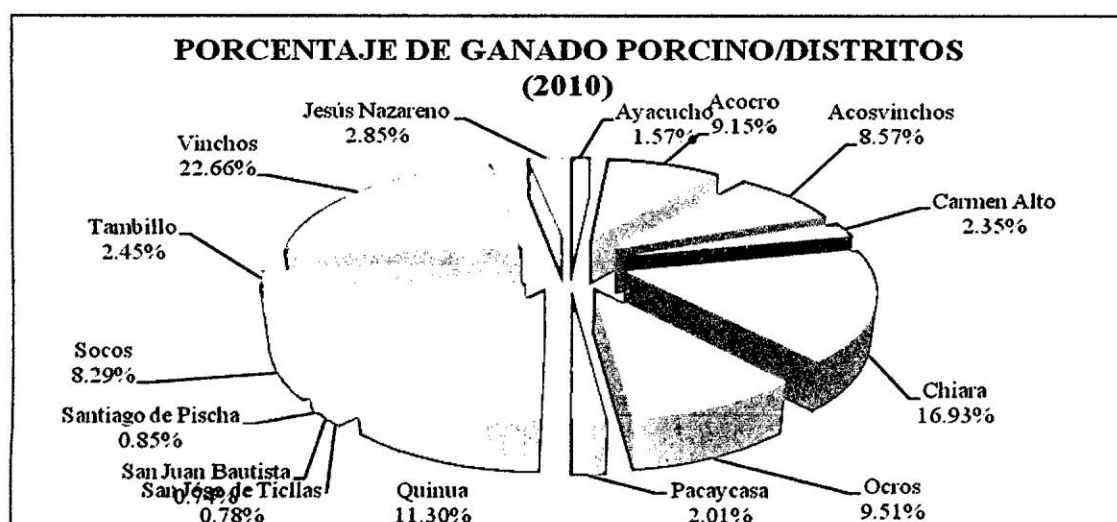 PORCENTAJE DE GANADO PORCINO/DISTRITOS
(2010)
Jesús Nazareno
2.85%
Ayacucho
1.57%
Acocro
9.15%
Acosvinchos
8.57%
Vinchos
22.66%
Carmen Alto
2.35%
Tambillo
2.45%
Socos
8.29%
Chiara
16.93%
Santiago de Pischa
0.85%
San Juan Bautista
0.74%
San Jose de Ticllas
0.78%
Quinua
11.30%
Pacaycasa
2.01%
Ocros
9.51%